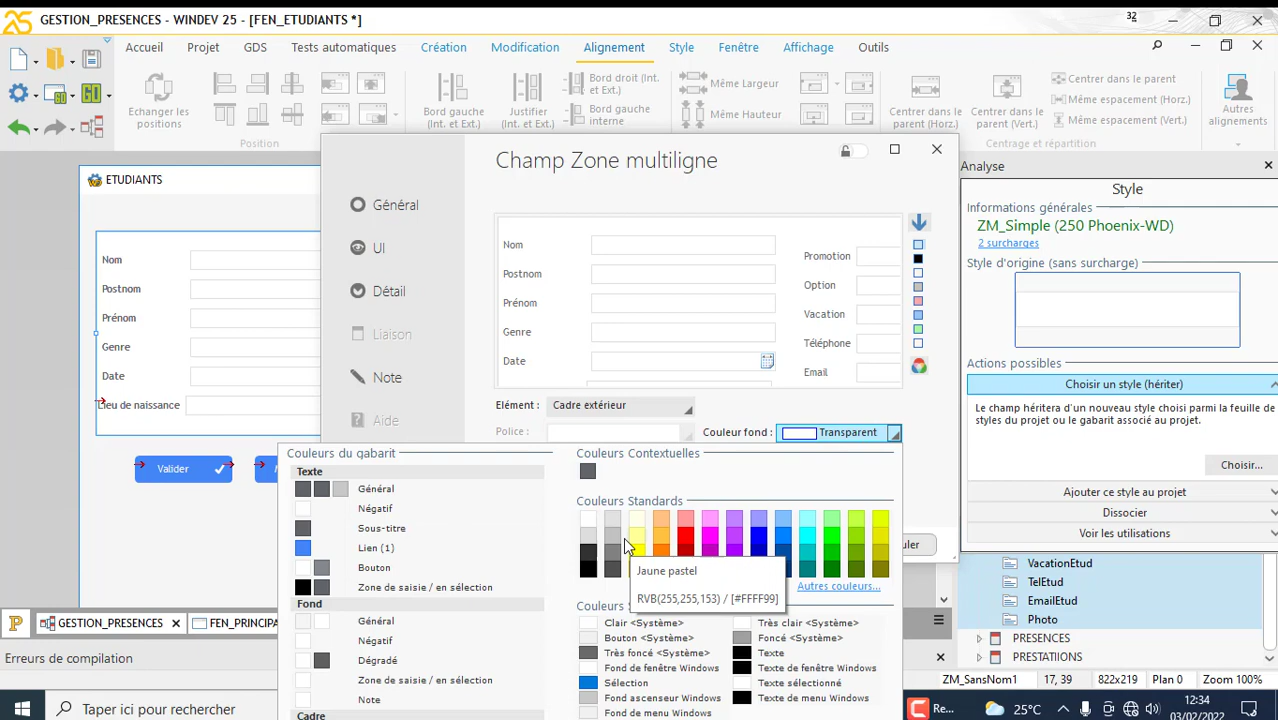 GESTION_PRESENCES - WINDEV 25 - [FEN_ETUDIANTS *]
32
Accueil Projet GDS Tests automatiques Création Modification Alignement Style Fenêtre Affichage Outils
Echanger les positions
Bord gauche (Int. et Ext.)
Justifier (Int. et Ext.)
Bord droit (Int. et Ext.)
Bord gauche interne
Même Largeur
Même Hauteur
Centrer dans le parent (Horz.)
Centrer dans le parent (Vert.)
Centrer dans le parent
Même espacement (Horz.)
Même espacement (Vert.)
Autres alignements
Position
Centrage et répartition
ETUDIANTS
Nom
Postnom
Prénom
Genre
Date
Lieu de naissance
Valider
Champ Zone multiligne
Général
UI
Détail
Liaison
Note
Aide
Nom
Postnom
Prénom
Genre
Date
Promotion
Option
Vacation
Téléphone
Email
Elément : Cadre extérieur
Police :
Couleur fond : Transparent
uler
Couleurs du gabarit
Texte
Général
Négatif
Sous-titre
Lien (1)
Bouton
Zone de saisie / en sélection
Fond
Général
Négatif
Dégradé
Zone de saisie / en sélection
Note
Cadre
Couleurs Contextuelles
Couleurs Standards
Jaune pastel
RVB(255,255,153) / [#FFFF99]
Autres couleurs...
Couleurs S
Clair <Système> Très clair <Système>
Bouton <Système> Foncé <Système>
Très foncé <Système> Texte
Fond de fenêtre Windows Texte de fenêtre Windows
Sélection Texte sélectionné
Fond ascenseur Windows Texte de menu Windows
Fond de menu Windows
Analyse
Style
Informations générales
ZM_Simple (250 Phoenix-WD)
2 surcharges
Style d'origine (sans surcharge)
Actions possibles
Choisir un style (hériter)
Le champ héritera d'un nouveau style choisi parmi la feuille de
styles du projet ou le gabarit associé au projet.
Choisir...
Ajouter ce style au projet
Dissocier
Voir les utilisations
VacationEtud
TelEtud
EmailEtud
Photo
PRESENCES
PRESTATIIONS
GESTION_PRESENCES FEN_PRINCIPA
Erreurs de compilation
ZM_SansNom1 17, 39 822x219 Plan 0 Zoom 100%
Taper ici pour rechercher
Re...
25°C
12:34
03/02/2022